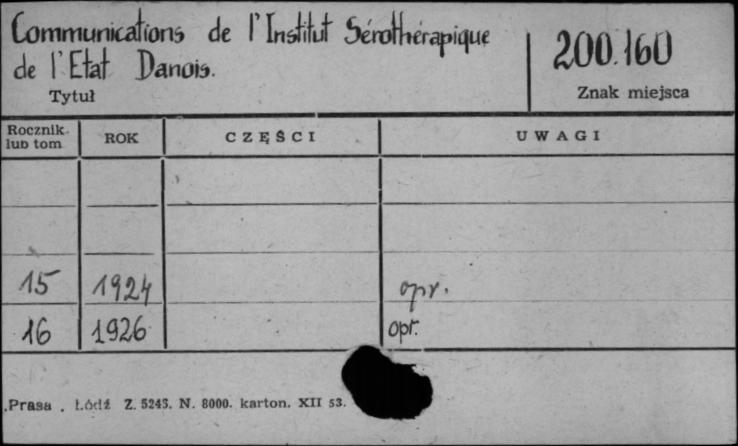 Communications de l'Institut Sérothérapique
de l'Etat Danois.
200.160
Tytuł
Znak miejsca
Rocznik lub tom ROK CZĘŚCI UWAGI
15 1924 opr.
16 1926 opr.
Prasa . Łódź Z. 5245. N. 8000. karton. XII 53.